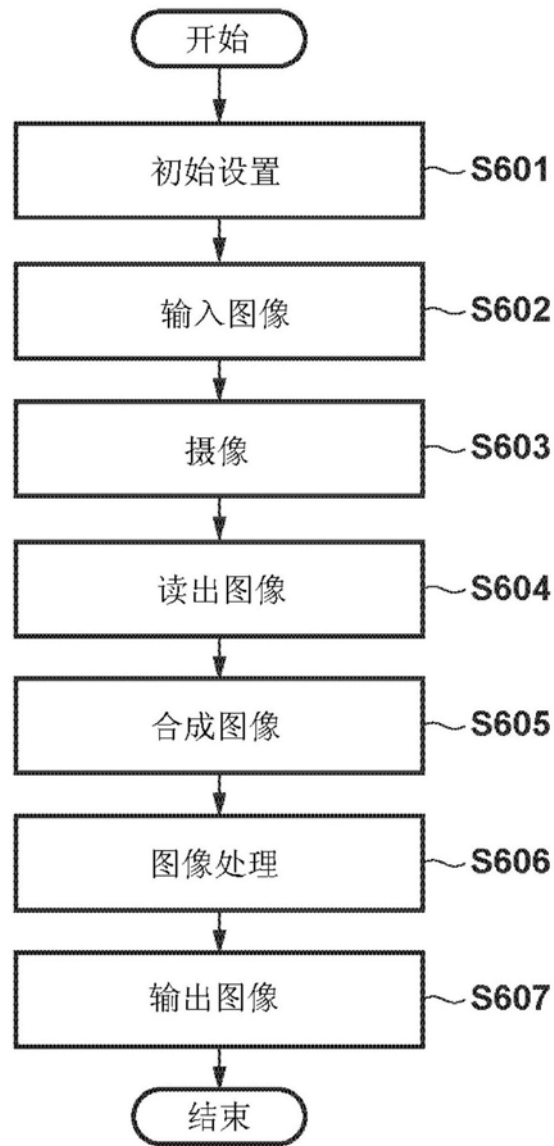 开始
初始设置 S601
输入图像 S602
摄像 S603
读出图像 S604
合成图像 S605
图像处理 S606
输出图像 S607
结束